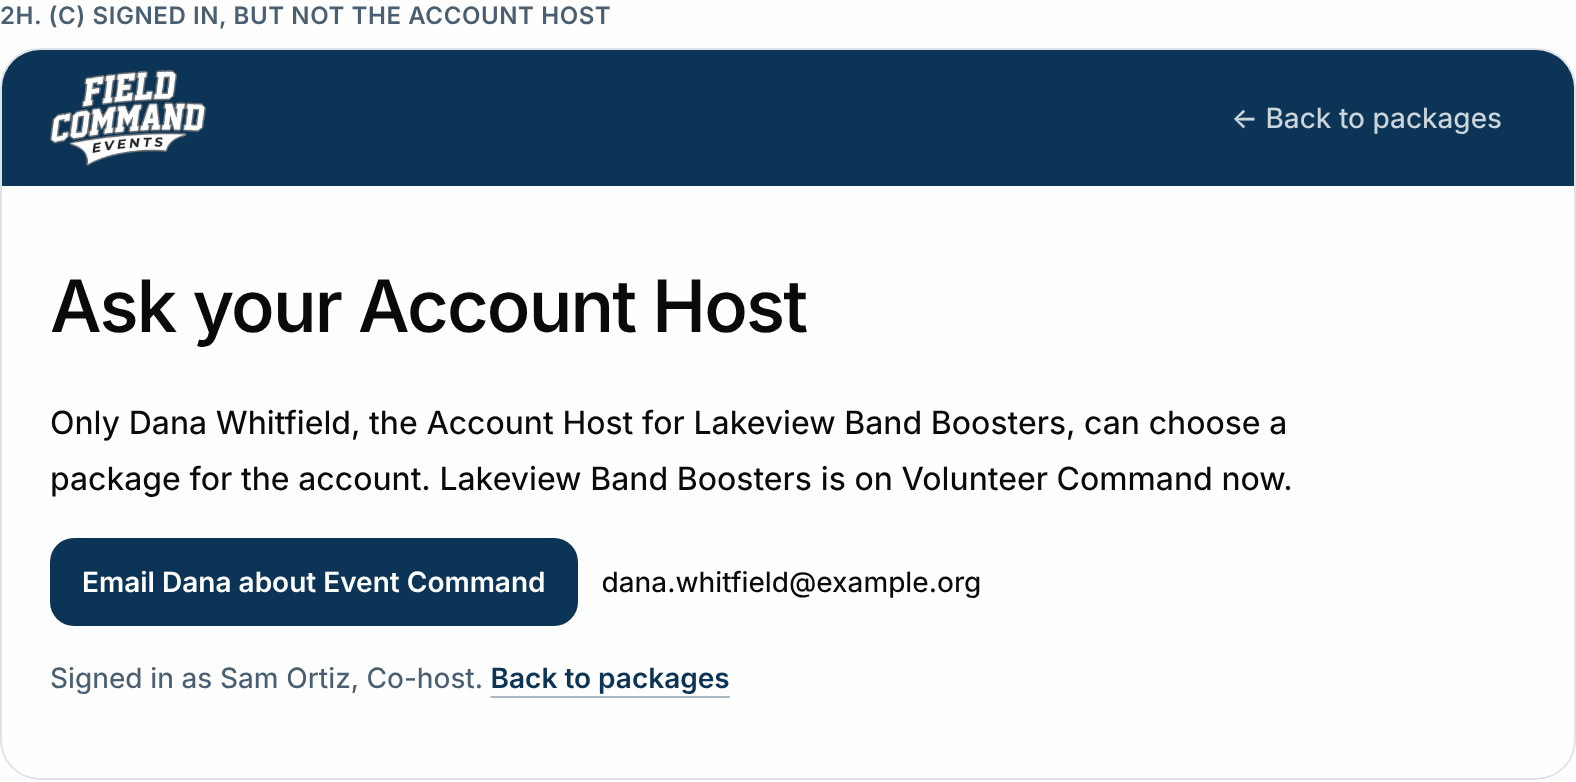 2H. (C) SIGNED IN, BUT NOT THE ACCOUNT HOST
FIELD
COMMAND
EVENTS
← Back to packages
Ask your Account Host
Only Dana Whitfield, the Account Host for Lakeview Band Boosters, can choose a
package for the account. Lakeview Band Boosters is on Volunteer Command now.
Email Dana about Event Command
dana.whitfield@example.org
Signed in as Sam Ortiz, Co-host. Back to packages